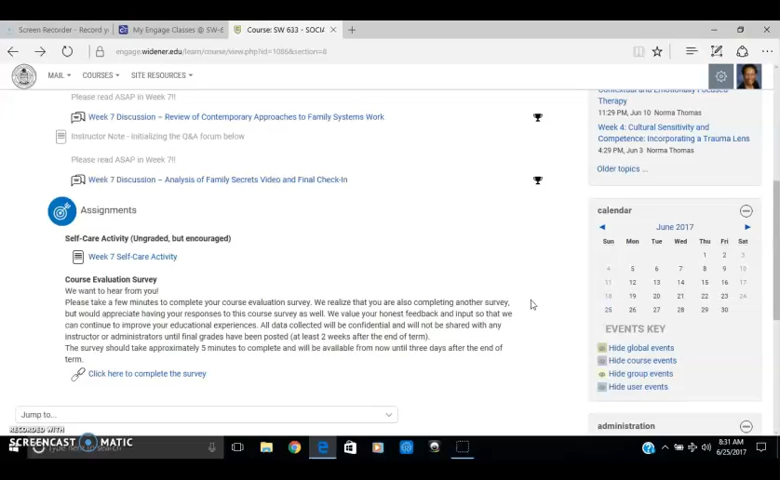 Screen Recorder - Record y
My Engage Classes @ SW-6
Course: SW 633 - SOCIA
engage.widener.edu/learn/course/view.php?id=1086&section=8
MAIL
COURSES
SITE RESOURCES
Please read ASAP in Week 7!!
Week 7 Discussion – Review of Contemporary Approaches to Family Systems Work
Instructor Note - Initializing the Q&A forum below
Please read ASAP in Week 7!!
Week 7 Discussion – Analysis of Family Secrets Video and Final Check-In
Assignments
Self-Care Activity (Ungraded, but encouraged)
Week 7 Self-Care Activity
Course Evaluation Survey
We want to hear from you!
Please take a few minutes to complete your course evaluation survey. We realize that you are also completing another survey,
but would appreciate having your responses to this course survey as well. We value your honest feedback and input so that we
can continue to improve your educational experiences. All data collected will be confidential and will not be shared with any
instructor or administrators until final grades have been posted (at least 2 weeks after the end of term).
The survey should take approximately 5 minutes to complete and will be available from now until three days after the end of
term.
Click here to complete the survey
Jump to...
Contextual and Emotionally Focused
Therapy
11:29 PM, Jun 10 Norma Thomas
Week 4: Cultural Sensitivity and
Competence: Incorporating a Trauma Lens
4:29 PM, Jun 3 Norma Thomas
Older topics ...
calendar
June 2017
Sun Mon Tue Wed Thu Fri Sat
1 2 3
4 5 6 7 8 9 10
11 12 13 14 15 16 17
18 19 20 21 22 23 24
25 26 27 28 29 30
EVENTS KEY
Hide global events
Hide course events
Hide group events
Hide user events
administration
RECORDED WITH
SCREENCAST MATIC
Type here to search
8:31 AM
6/25/2017